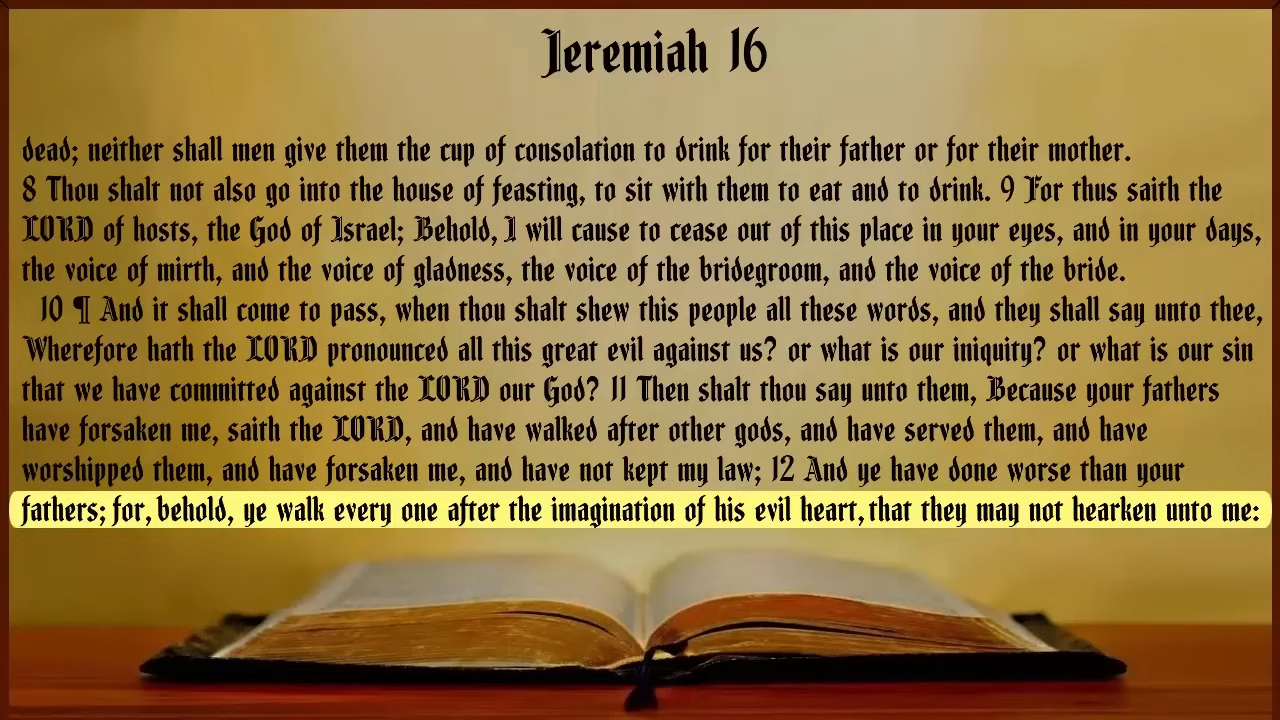 Jeremiah 16
dead; neither shall men give them the cup of consolation to drink for their father or for their mother.
8 Thou shalt not also go into the house of feasting, to sit with them to eat and to drink. 9 For thus saith the
LORD of hosts, the God of Israel; Behold, I will cause to cease out of this place in your eyes, and in your days,
the voice of mirth, and the voice of gladness, the voice of the bridegroom, and the voice of the bride.
10 ¶ And it shall come to pass, when thou shalt shew this people all these words, and they shall say unto thee,
Wherefore hath the LORD pronounced all this great evil against us? or what is our iniquity? or what is our sin
that we have committed against the LORD our God? 11 Then shalt thou say unto them, Because your fathers
have forsaken me, saith the LORD, and have walked after other gods, and have served them, and have
worshipped them, and have forsaken me, and have not kept my law; 12 And ye have done worse than your
fathers; for, behold, ye walk every one after the imagination of his evil heart, that they may not hearken unto me: